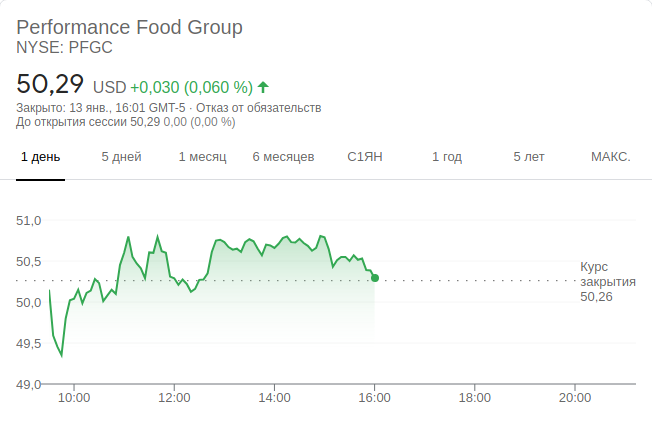 Performance Food Group
NYSE: PFGC
50,29 USD +0,030 (0,060 %)
Закрыто: 13 янв., 16:01 GMT-5 · Отказ от обязательств
До открытия сессии 50,29 0,00 (0,00 %)
1 день 5 дней 1 месяц 6 месяцев С1ЯН 1 год 5 лет МАКС.
51,0
50,5
Курс
закрытия
50,26
50,0
49,5
49,0
10:00 12:00 14:00 16:00 18:00 20:00